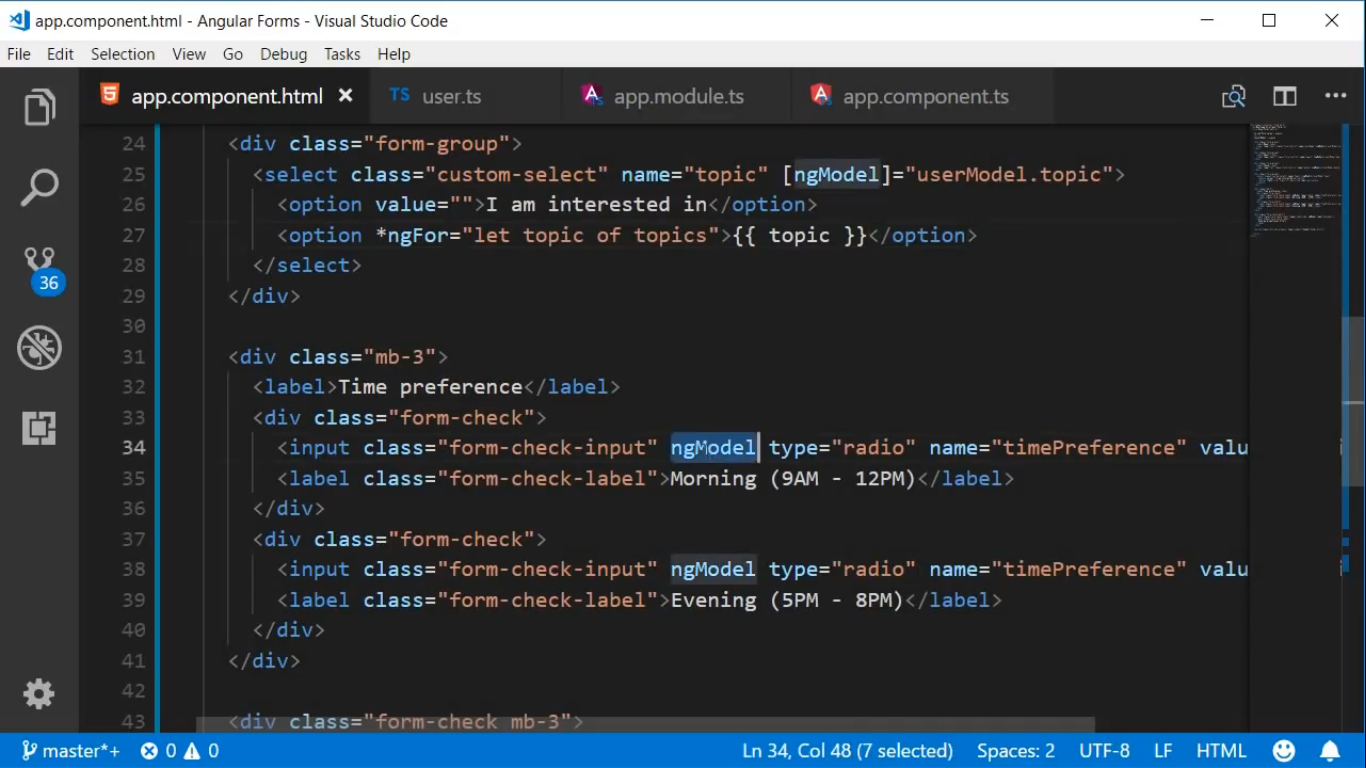 app.component.html - Angular Forms - Visual Studio Code
File Edit Selection View Go Debug Tasks Help
app.component.html TS user.ts app.module.ts app.component.ts
24 <div class="form-group">
25 <select class="custom-select" name="topic" [ngModel]="userModel.topic">
26 <option value="">I am interested in</option>
27 <option *ngFor="let topic of topics">{{ topic }}</option>
28 </select>
29 </div>
30
31 <div class="mb-3">
32 <label>Time preference</label>
33 <div class="form-check">
34 <input class="form-check-input" ngModel type="radio" name="timePreference" valu
35 <label class="form-check-label">Morning (9AM - 12PM)</label>
36 </div>
37 <div class="form-check">
38 <input class="form-check-input" ngModel type="radio" name="timePreference" valu
39 <label class="form-check-label">Evening (5PM - 8PM)</label>
40 </div>
41 </div>
42
43 <div class="form-check mb-3">
36
master*+ 0 0 Ln 34, Col 48 (7 selected) Spaces: 2 UTF-8 LF HTML